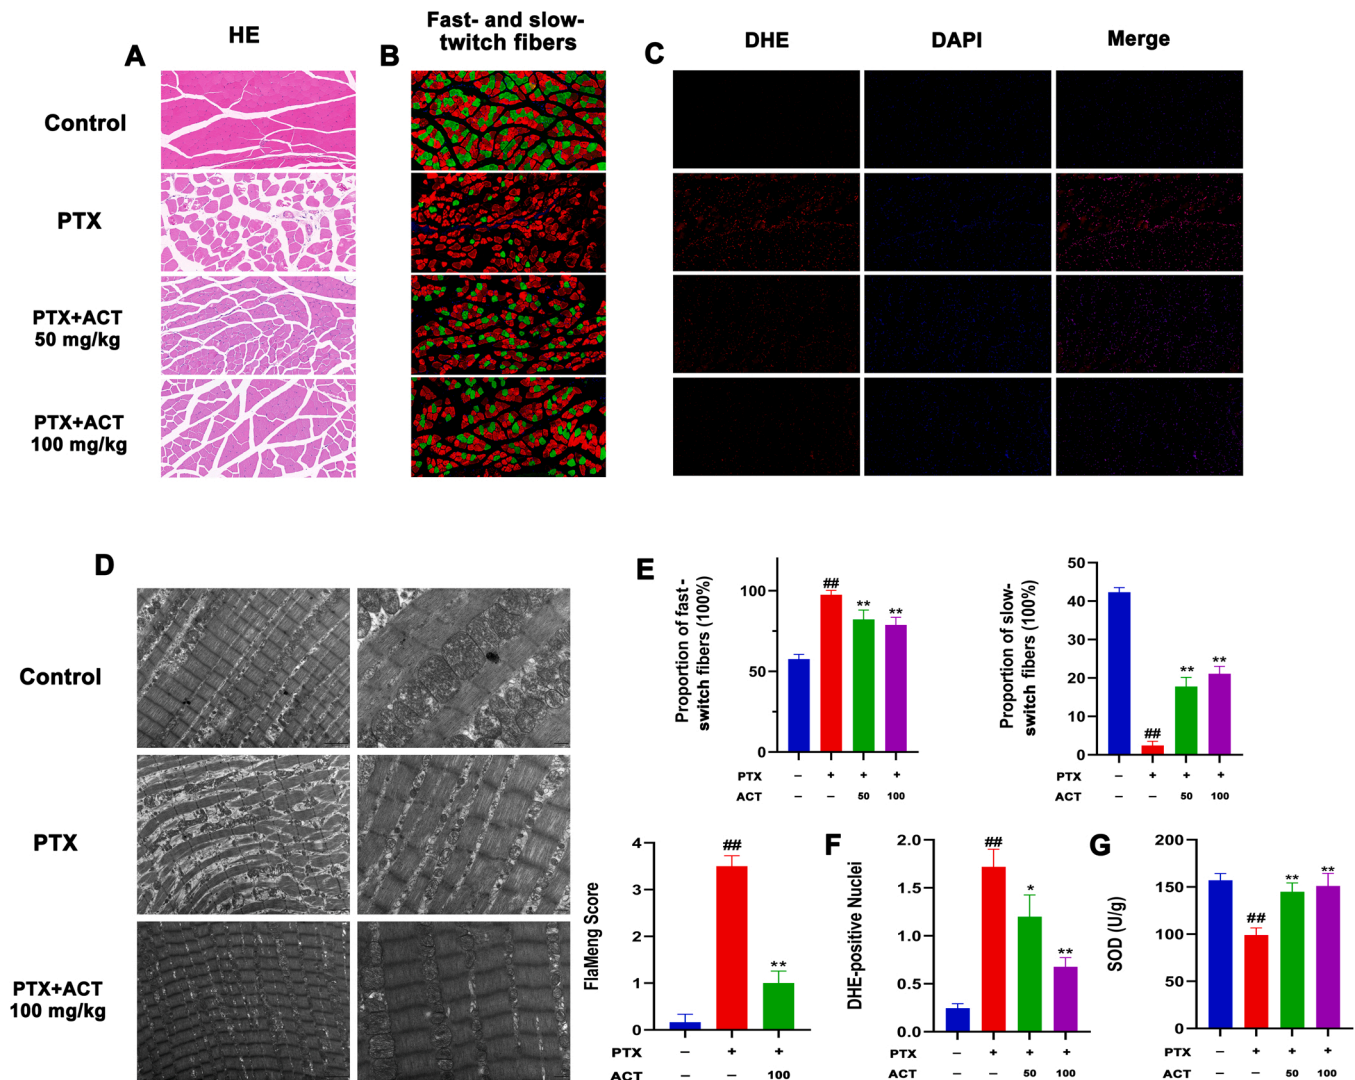 HE
Fast- and slow-
twitch fibers
DHE
DAPI
Merge
A
B
C
Control
PTX
PTX+ACT
50 mg/kg
PTX+ACT
100 mg/kg
D
Control
PTX
PTX+ACT
100 mg/kg
E
Proportion of fast -
switch fibers (100%)
100
50
0
##
**
**
PTX – + + +
ACT – – 50 100
Proportion of slow-
switch fibers (100%)
50
40
30
20
10
0
##
**
**
PTX – + + +
ACT – – 50 100
FlaMeng Score
4
3
2
1
0
##
**
PTX – + +
ACT – – 100
F
DHE-positive Nuclei
2.0
1.5
1.0
0.5
0.0
##
*
**
PTX – + + +
ACT – – 50 100
G
SOD (U/g)
200
150
100
50
0
##
**
**
PTX – + + +
ACT – – 50 100